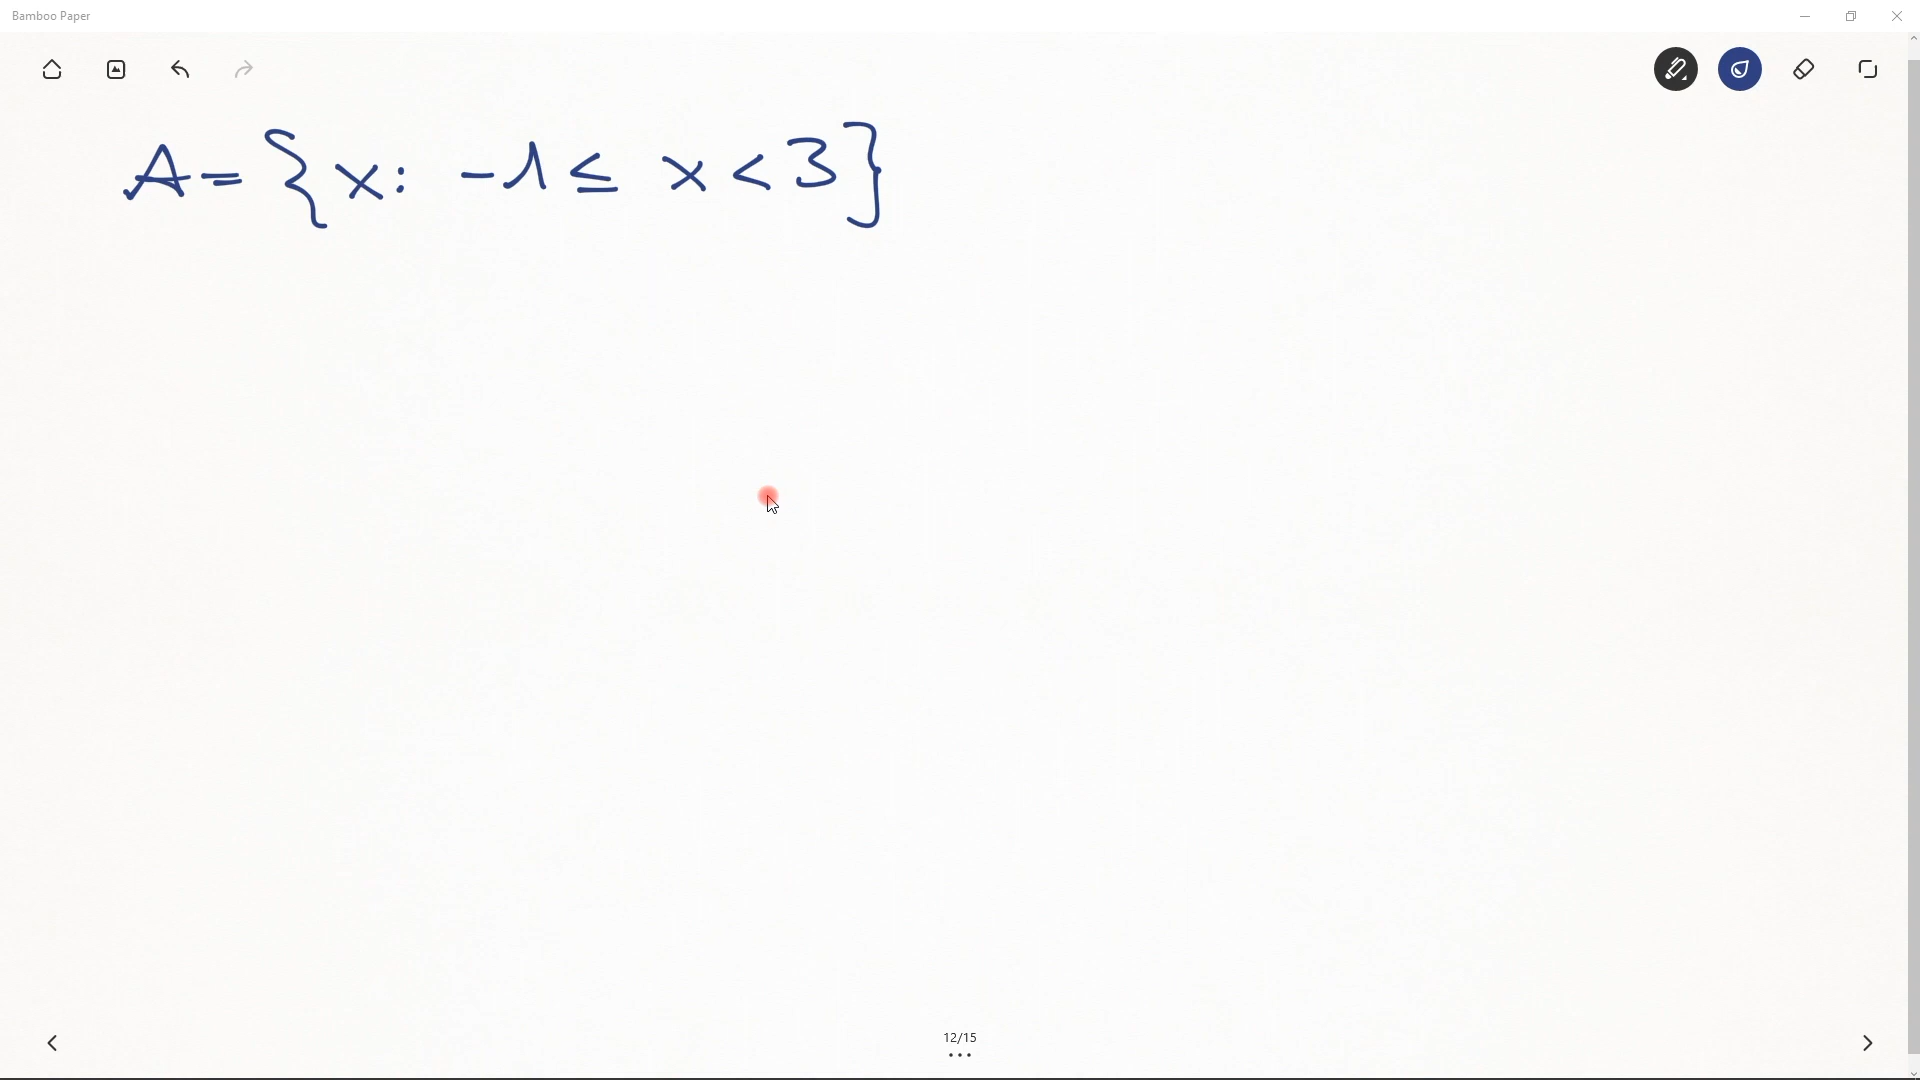 Bamboo Paper
A = { x: -1 ≤ x < 3 }
12/15